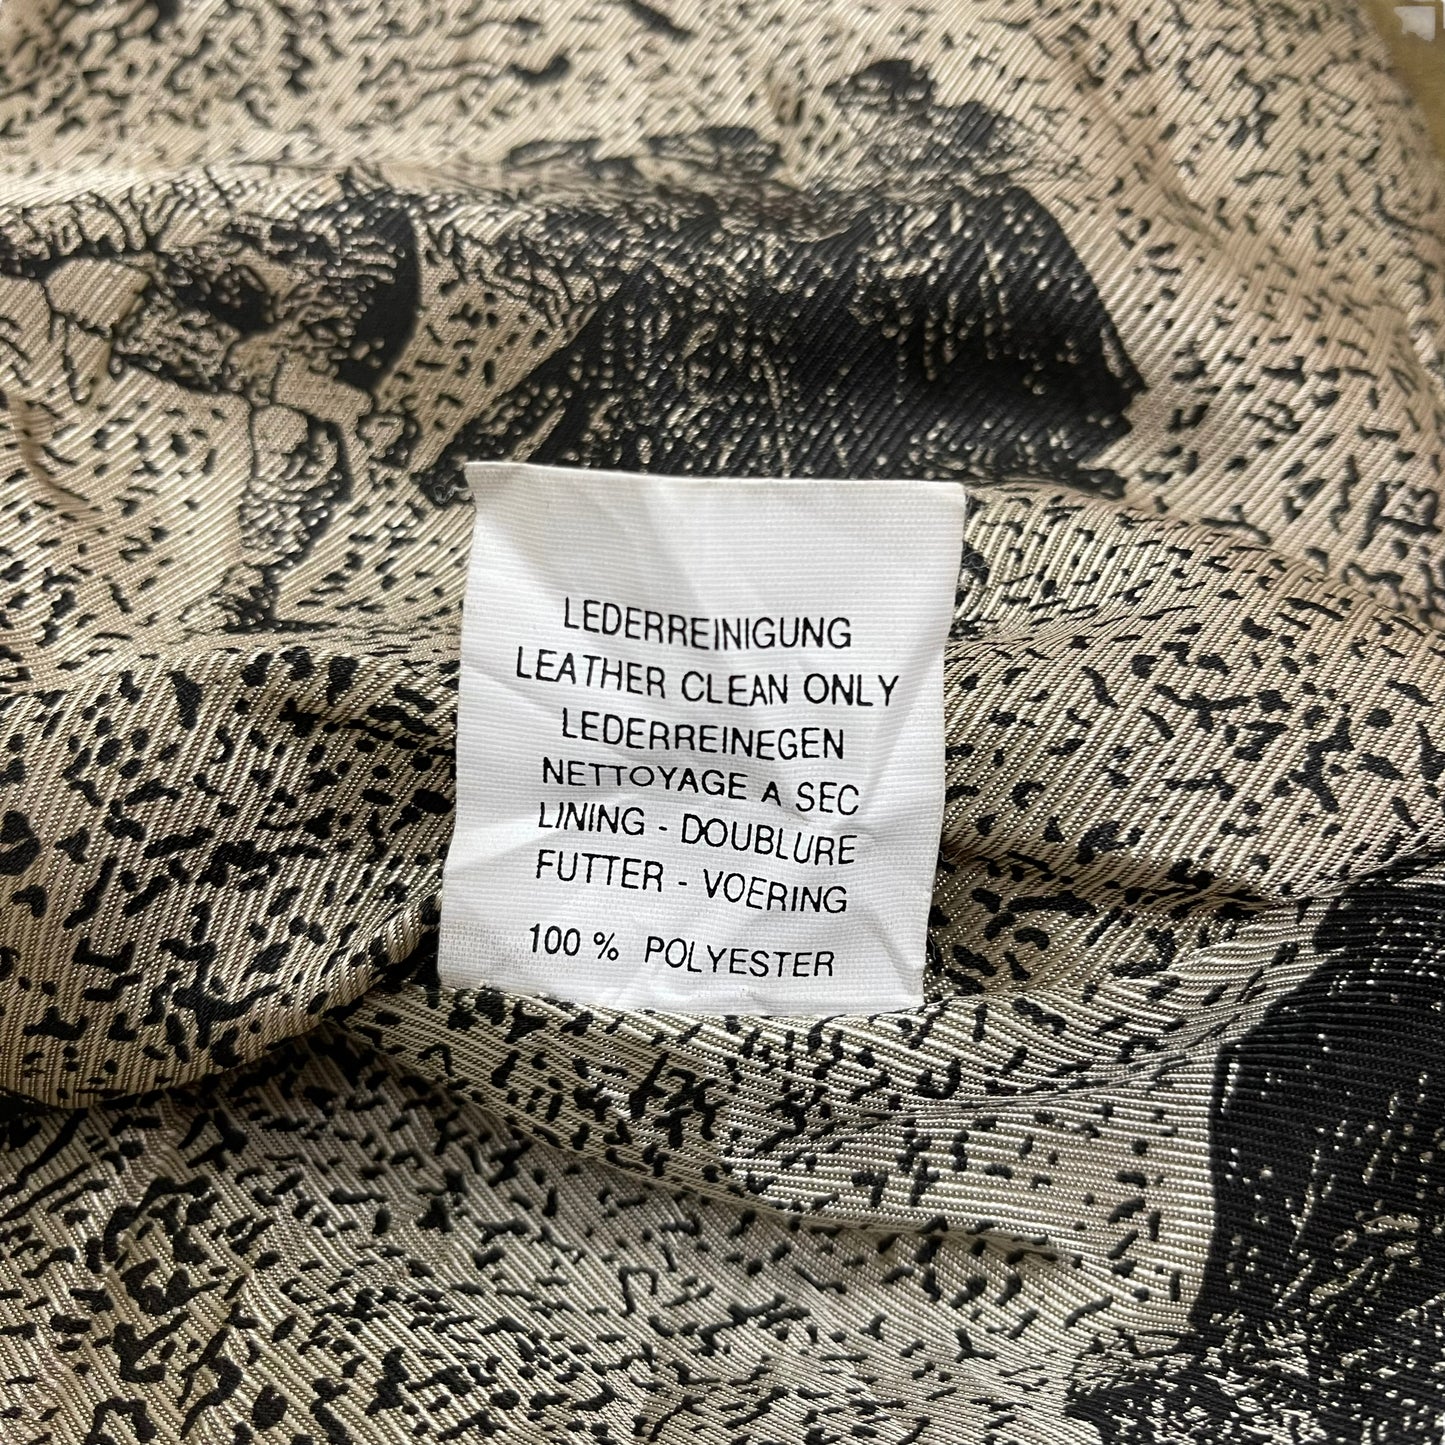 LEDERREINIGUNG
LEATHER CLEAN ONLY
LEDERREINEGEN
NETTOYAGE A SEC
LINING - DOUBLURE
FUTTER - VOERING
100 % POLYESTER